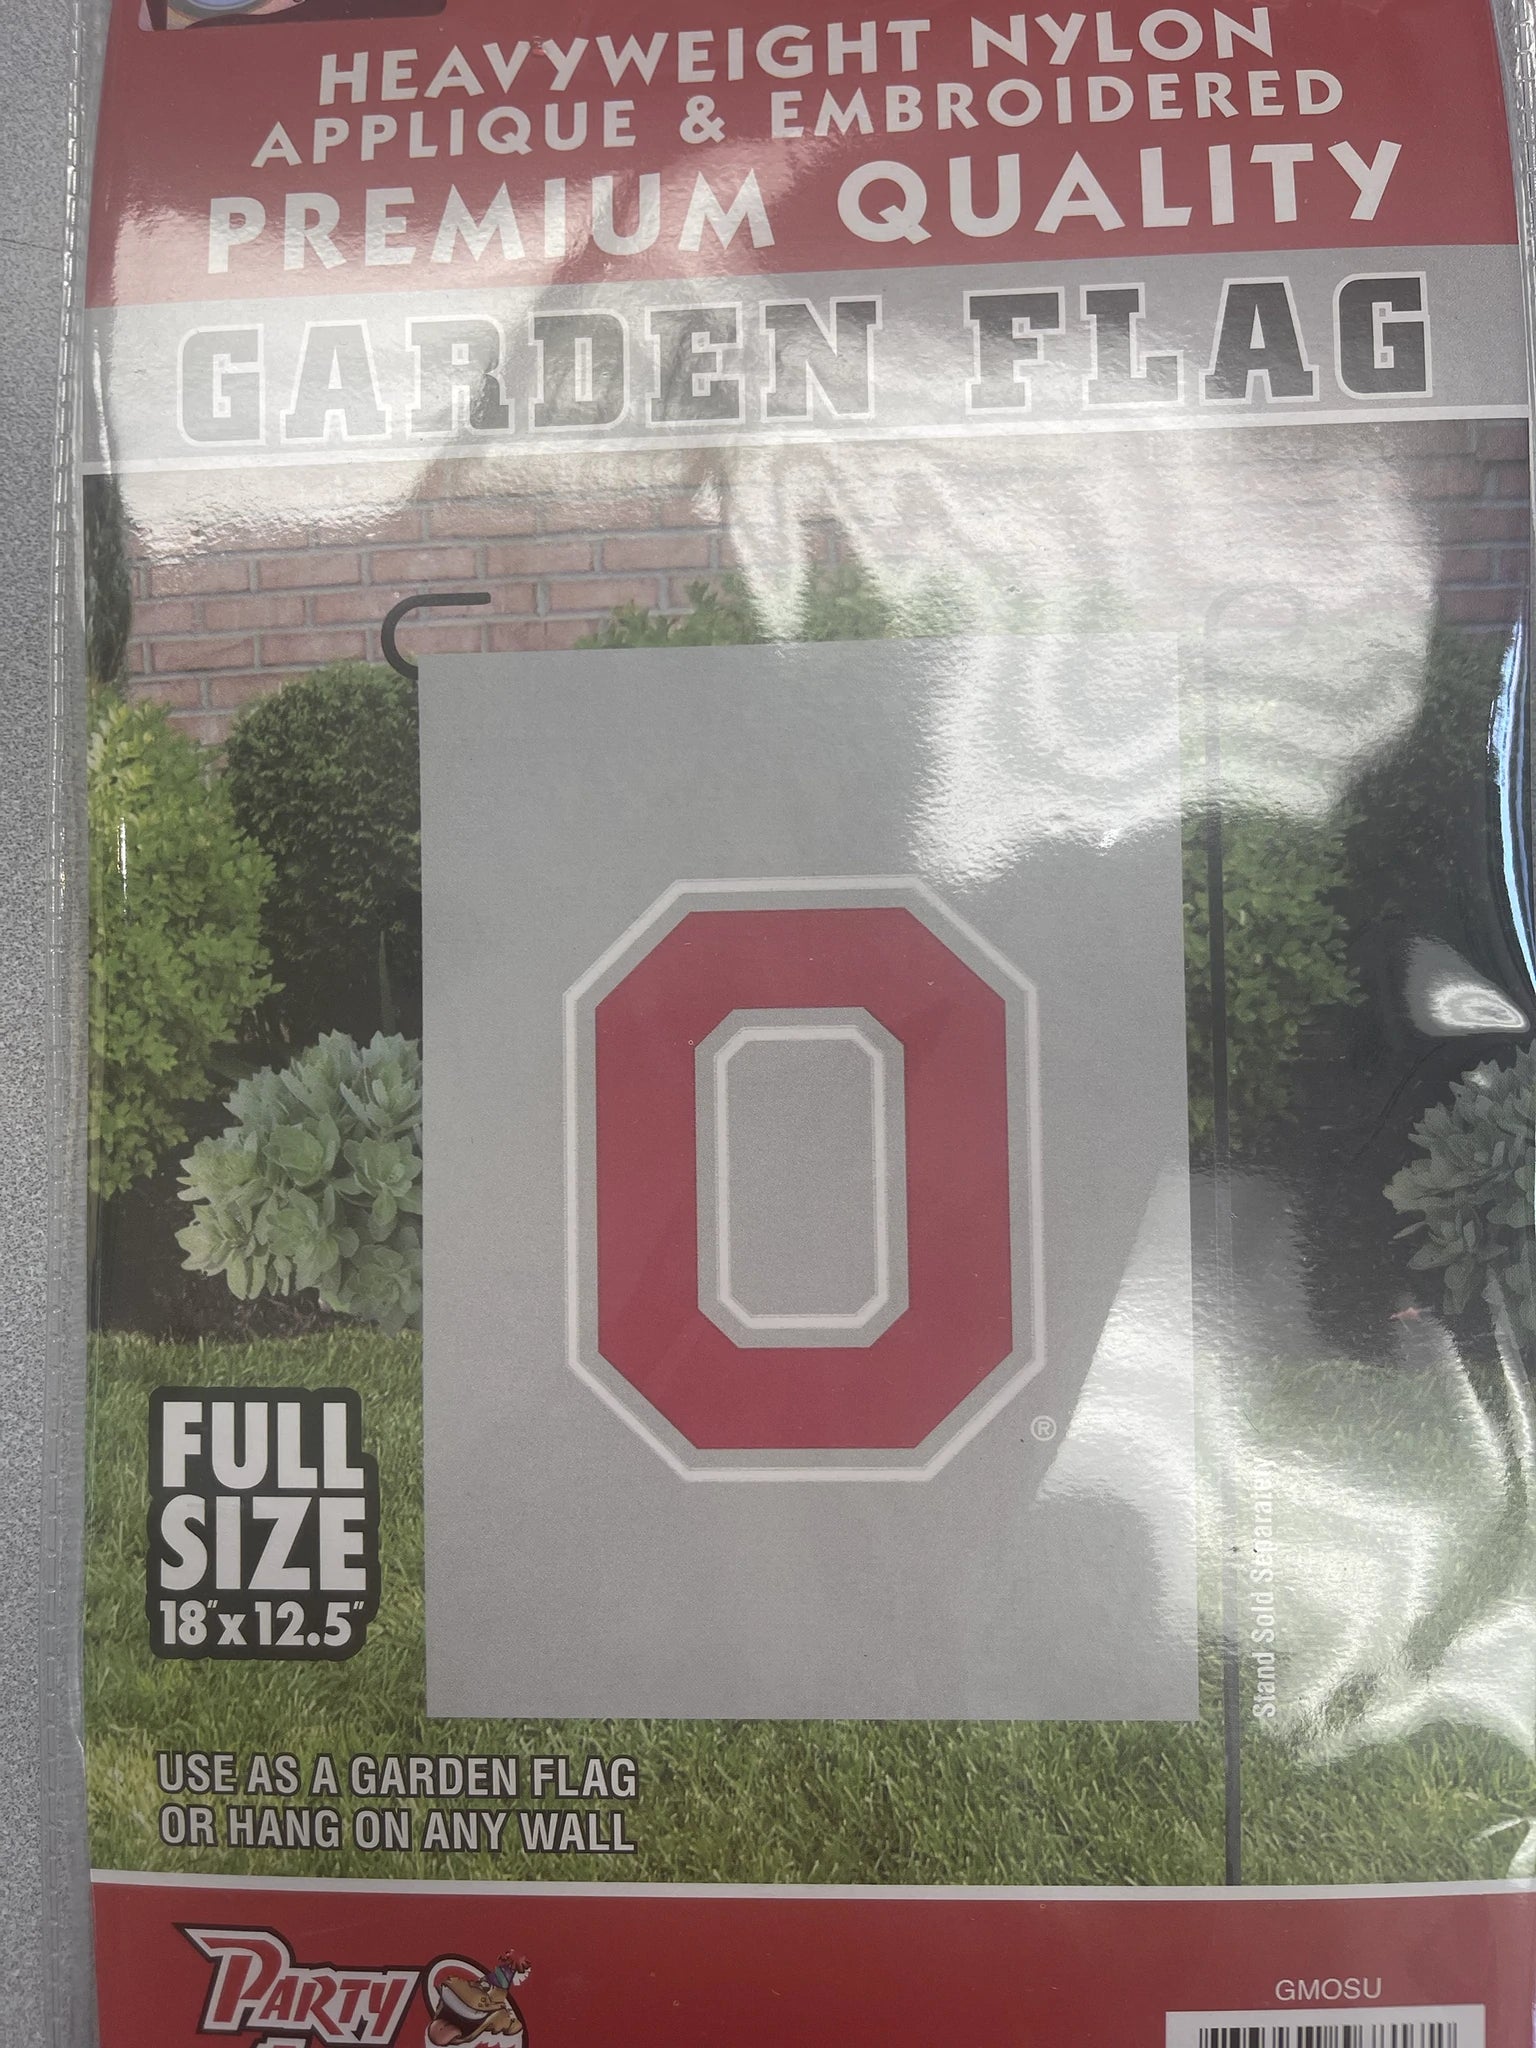 HEAVYWEIGHT NYLON
APPLIQUE & EMBROIDERED
PREMIUM QUALITY
GARDEN FLAG
O
®
FULL
SIZE
18"x12.5"
Stand Sold Separately
USE AS A GARDEN FLAG
OR HANG ON ANY WALL
PARTY
GMOSU